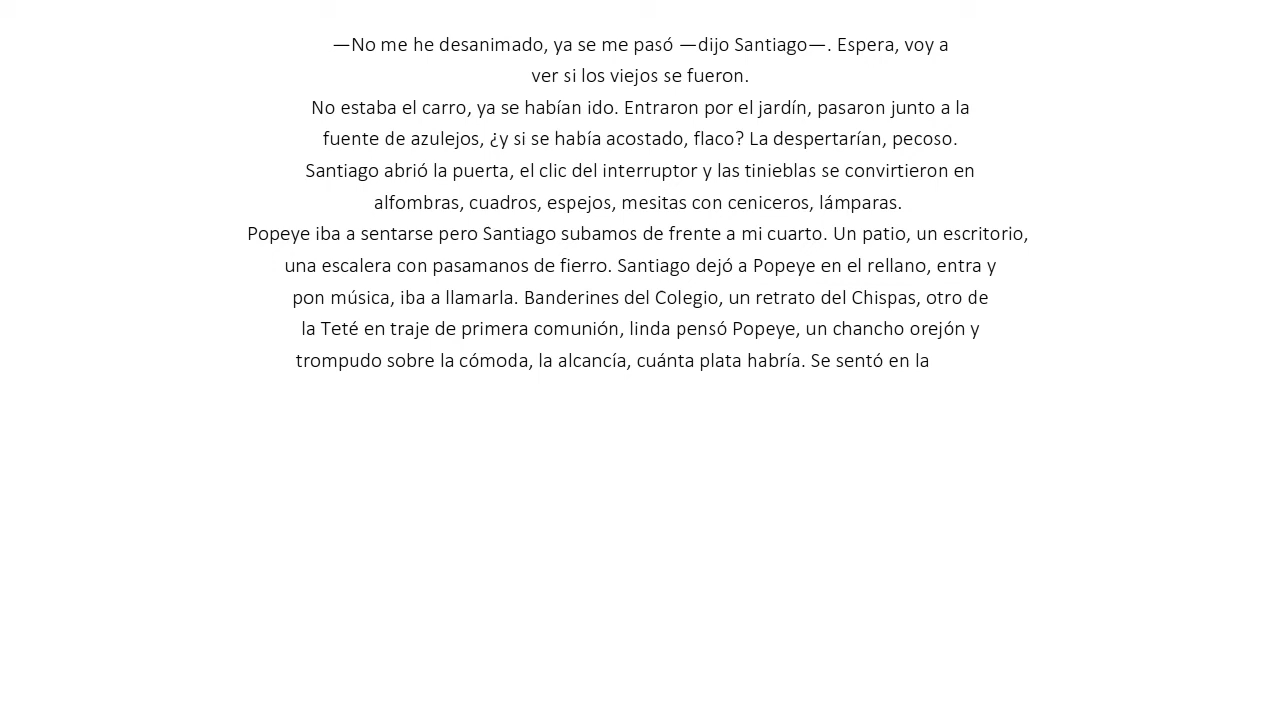 —No me he desanimado, ya se me pasó —dijo Santiago—. Espera, voy a
ver si los viejos se fueron.
No estaba el carro, ya se habían ido. Entraron por el jardín, pasaron junto a la
fuente de azulejos, ¿y si se había acostado, flaco? La despertarían, pecoso.
Santiago abrió la puerta, el clic del interruptor y las tinieblas se convirtieron en
alfombras, cuadros, espejos, mesitas con ceniceros, lámparas.
Popeye iba a sentarse pero Santiago subamos de frente a mi cuarto. Un patio, un escritorio,
una escalera con pasamanos de fierro. Santiago dejó a Popeye en el rellano, entra y
pon música, iba a llamarla. Banderines del Colegio, un retrato del Chispas, otro de
la Teté en traje de primera comunión, linda pensó Popeye, un chancho orejón y
trompudo sobre la cómoda, la alcancía, cuánta plata habría. Se sentó en la